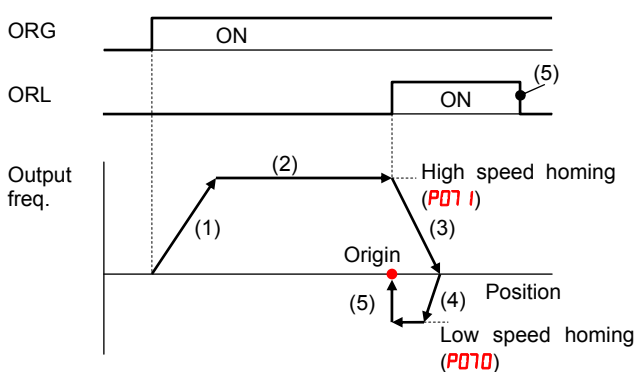 ORG
ON
(5)
ORL
ON
Output
freq.
(2)
High speed homing
(P071)
(1)
(3)
Origin
(5)
(4)
Position
Low speed homing
(P070)